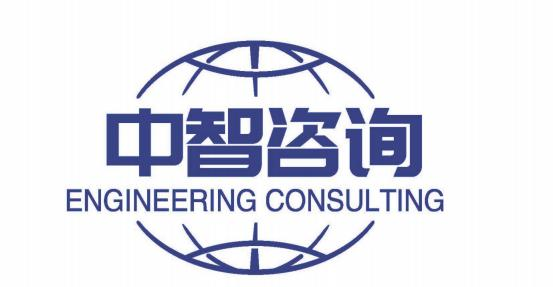 中智咨询
ENGINEERING CONSULTING